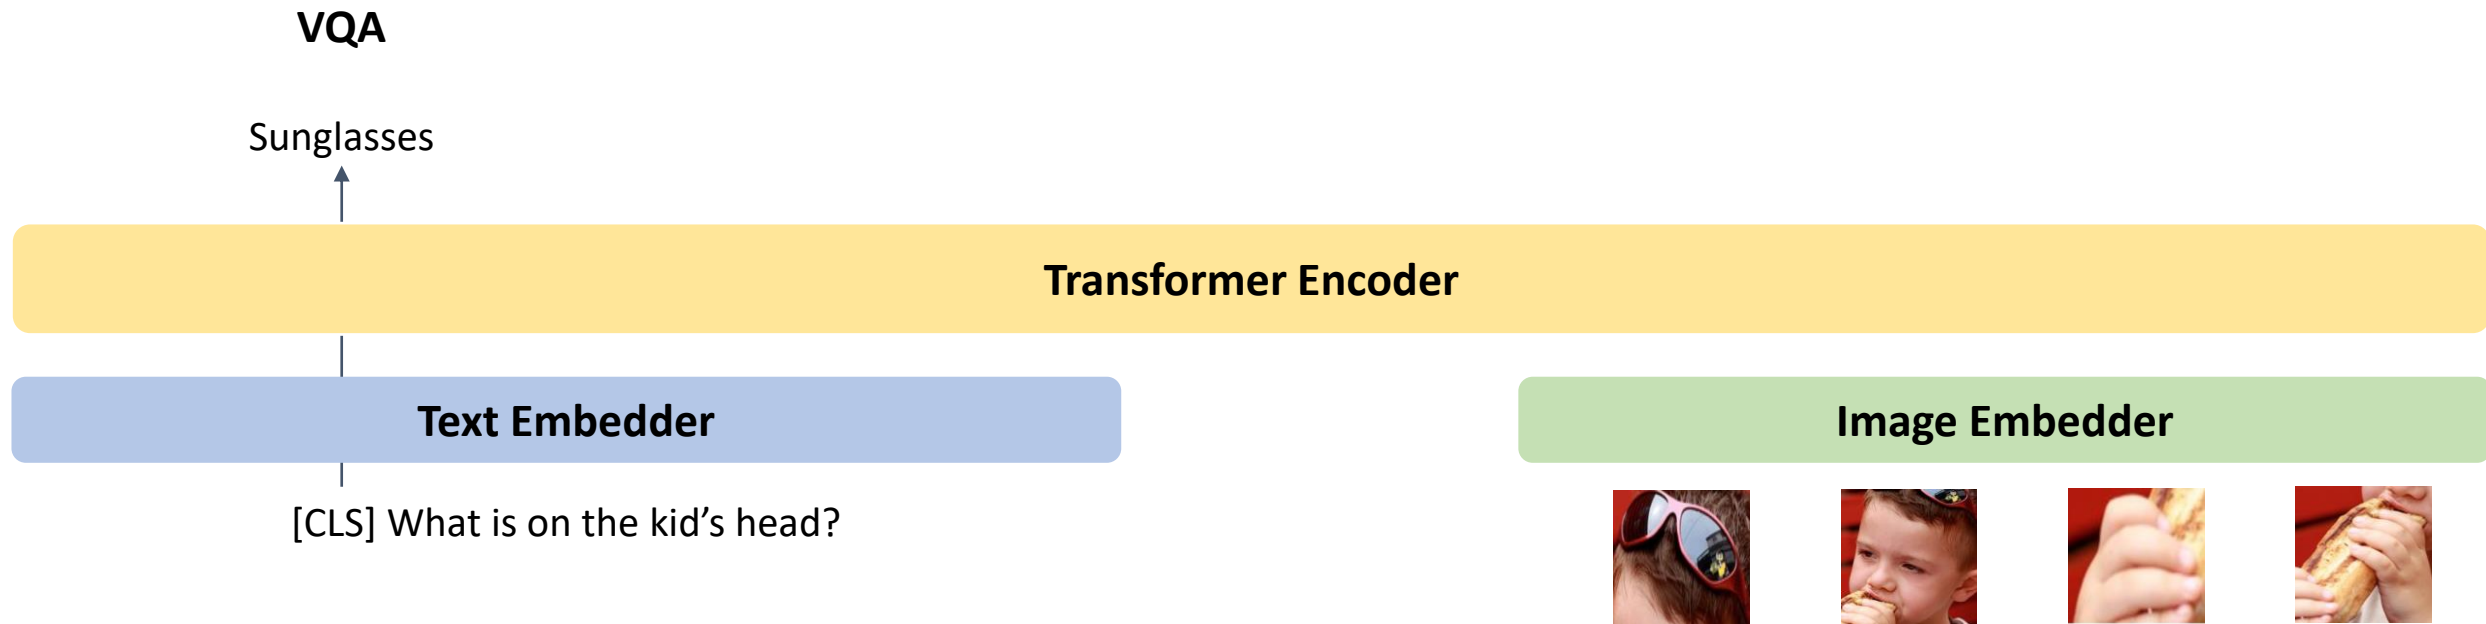 VQA
Sunglasses
Transformer Encoder
Text Embedder
Image Embedder
[CLS] What is on the kid’s head?